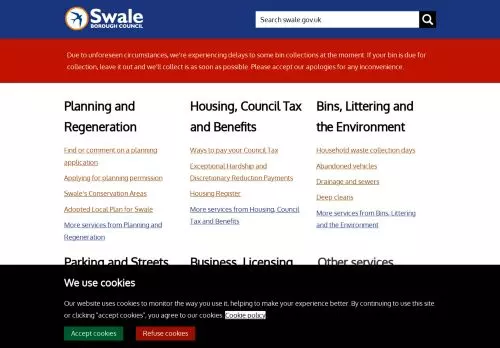 Swale
BOROUGH COUNCIL
Search swale.gov.uk
Due to unforeseen circumstances, we're experiencing delays to some bin collections at the moment. If your bin is due for
collection, leave it out and we'll collect is as soon as possible. Please accept our apologies for any inconvenience.
Planning and
Regeneration
Find or comment on a planning
application
Applying for planning permission
Swale's Conservation Areas
Adopted Local Plan for Swale
More services from Planning and
Regeneration
Housing, Council Tax
and Benefits
Ways to pay your Council Tax
Exceptional Hardship and
Discretionary Reduction Payments
Housing Register
More services from Housing, Council
Tax and Benefits
Bins, Littering and
the Environment
Household waste collection days
Abandoned vehicles
Drainage and sewers
Deep cleans
More services from Bins, Littering
and the Environment
Parking and Streets
Business, Licensing
Other services
We use cookies
Our website uses cookies to monitor the way you use it, helping to make your experience better. By continuing to use this site
or clicking "accept cookies", you agree to our cookies. Cookie policy
Accept cookies
Refuse cookies